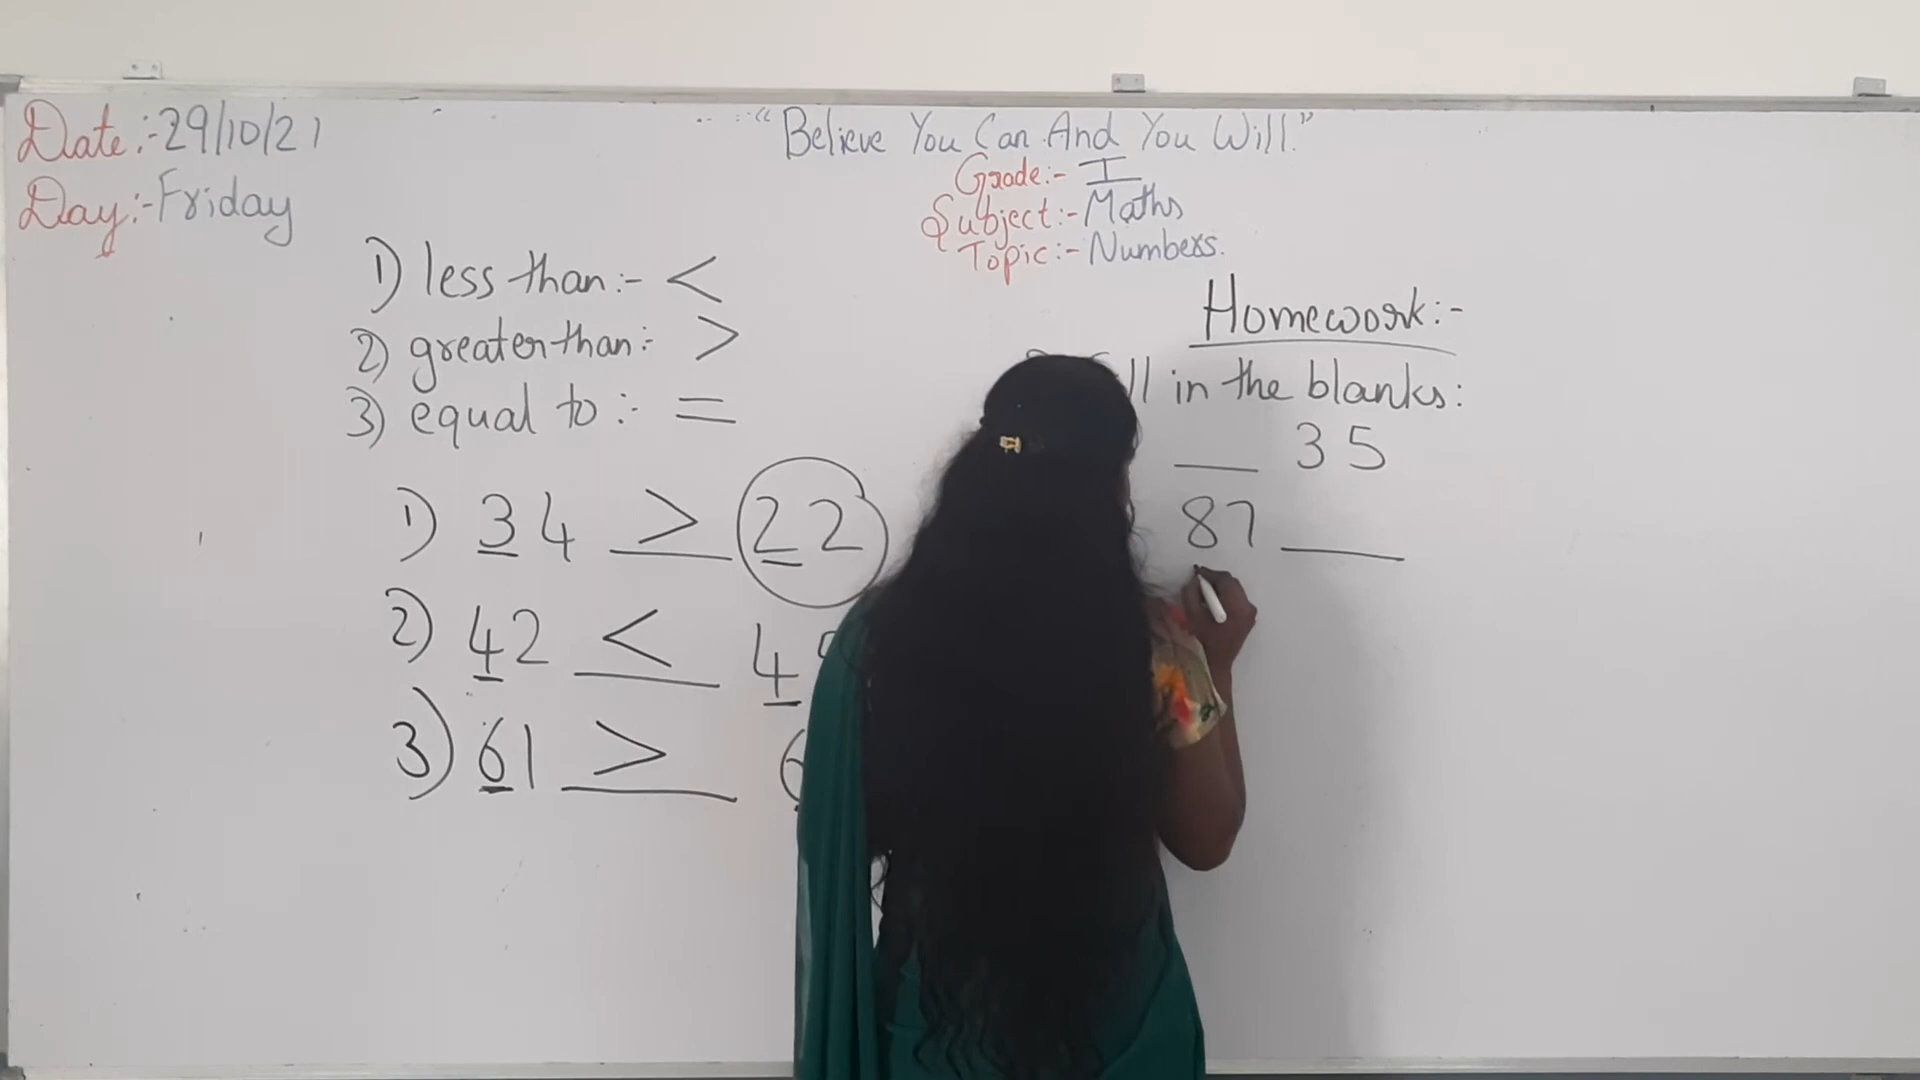 Date:-29/10/21
Day:-Friday
"Believe You Can And You Will."
Grade:- I
Subject:- Maths
Topic:- Numbers.
1) less than:- <
2) greater than:- >
3) equal to:- =
1) 34 > 22
2) 42 < 4
3) 61 >
Homework:-
in the blanks:
__ 35
87 __